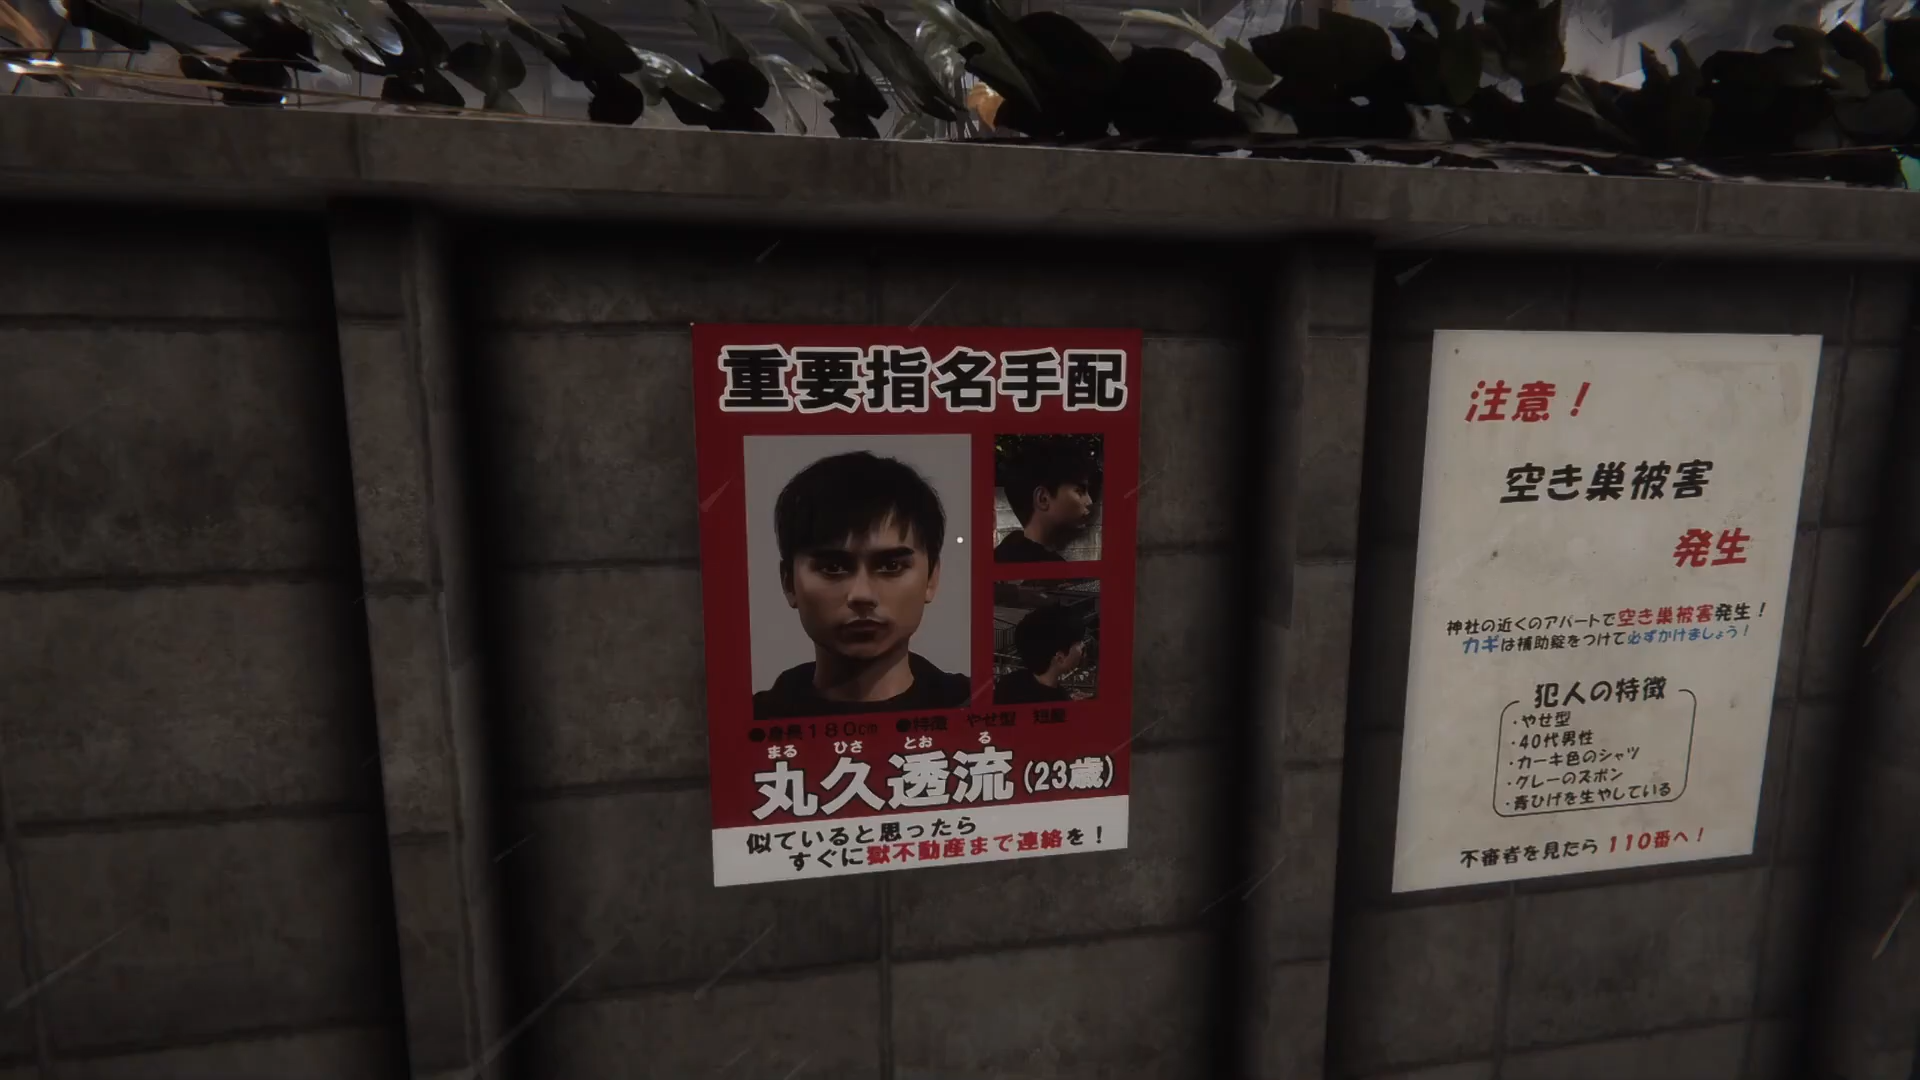 重要指名手配
●身長180cm ●特徴 やせ型 短髪
まる ひさ とお る
丸久透流(23歳)
似ていると思ったら
すぐに獄不動産まで連絡を!
注意!
空き巣被害
発生
神社の近くのアパートで空き巣被害発生!
カギは補助錠をつけて必ずかけましょう!
犯人の特徴
・やせ型
・40代男性
・カーキ色のシャツ
・グレーのズボン
・青ひげを生やしている
不審者を見たら110番へ!